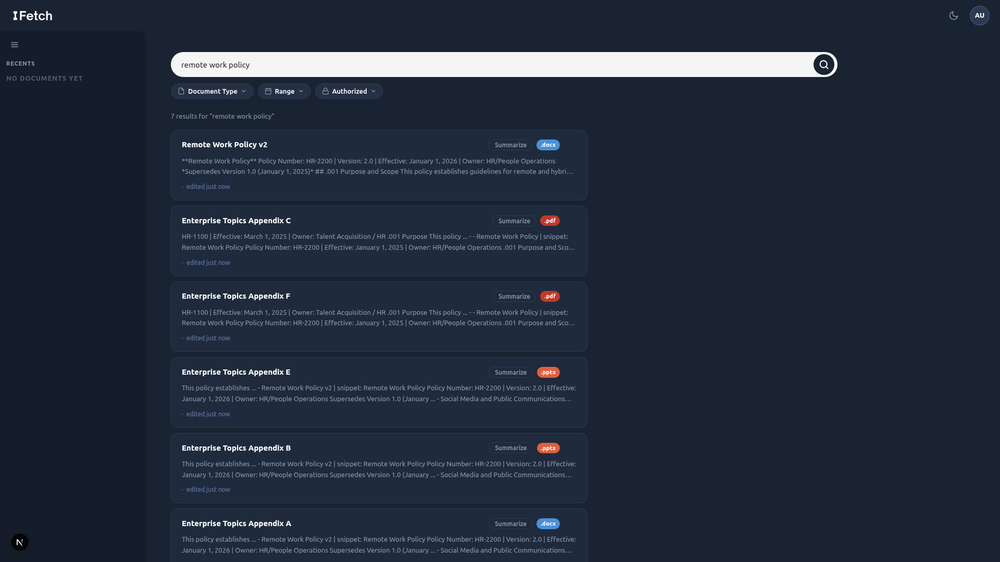 Fetch
AU
RECENTS
NO DOCUMENTS YET
remote work policy
Document Type
Range
Authorized
7 results for “remote work policy”
Remote Work Policy v2
Summarize
.docx
**Remote Work Policy** Policy Number: HR-2200 | Version: 2.0 | Effective: January 1, 2026 | Owner: HR/People Operations
*Supersedes Version 1.0 (January 1, 2025)* ## .001 Purpose and Scope This policy establishes guidelines for remote and hybri…
· edited just now
Enterprise Topics Appendix C
Summarize
.pdf
HR-1100 | Effective: March 1, 2025 | Owner: Talent Acquisition / HR .001 Purpose This policy ... - - Remote Work Policy | snippet:
Remote Work Policy Policy Number: HR-2200 | Effective: January 1, 2025 | Owner: HR/People Operations .001 Purpose and Sco…
· edited just now
Enterprise Topics Appendix F
Summarize
.pdf
HR-1100 | Effective: March 1, 2025 | Owner: Talent Acquisition / HR .001 Purpose This policy ... - - Remote Work Policy | snippet:
Remote Work Policy Policy Number: HR-2200 | Effective: January 1, 2025 | Owner: HR/People Operations .001 Purpose and Sco…
· edited just now
Enterprise Topics Appendix E
Summarize
.pptx
This policy establishes ... - Remote Work Policy v2 | snippet: Remote Work Policy Policy Number: HR-2200 | Version: 2.0 | Effective:
January 1, 2026 | Owner: HR/People Operations Supersedes Version 1.0 (January ... - Social Media and Public Communications…
· edited just now
Enterprise Topics Appendix B
Summarize
.pptx
This policy establishes ... - Remote Work Policy v2 | snippet: Remote Work Policy Policy Number: HR-2200 | Version: 2.0 | Effective:
January 1, 2026 | Owner: HR/People Operations Supersedes Version 1.0 (January ... - Social Media and Public Communications…
· edited just now
Enterprise Topics Appendix A
Summarize
.docx
This policy establishes ... - Remote Work Policy v2 | snippet: Remote Work Policy Policy Number: HR-2200 | Version: 2.0 | Effective:
January 1, 2026 | Owner: HR/People Operations Supersedes Version 1.0 (January ... - Social Media and Public Communications…
N